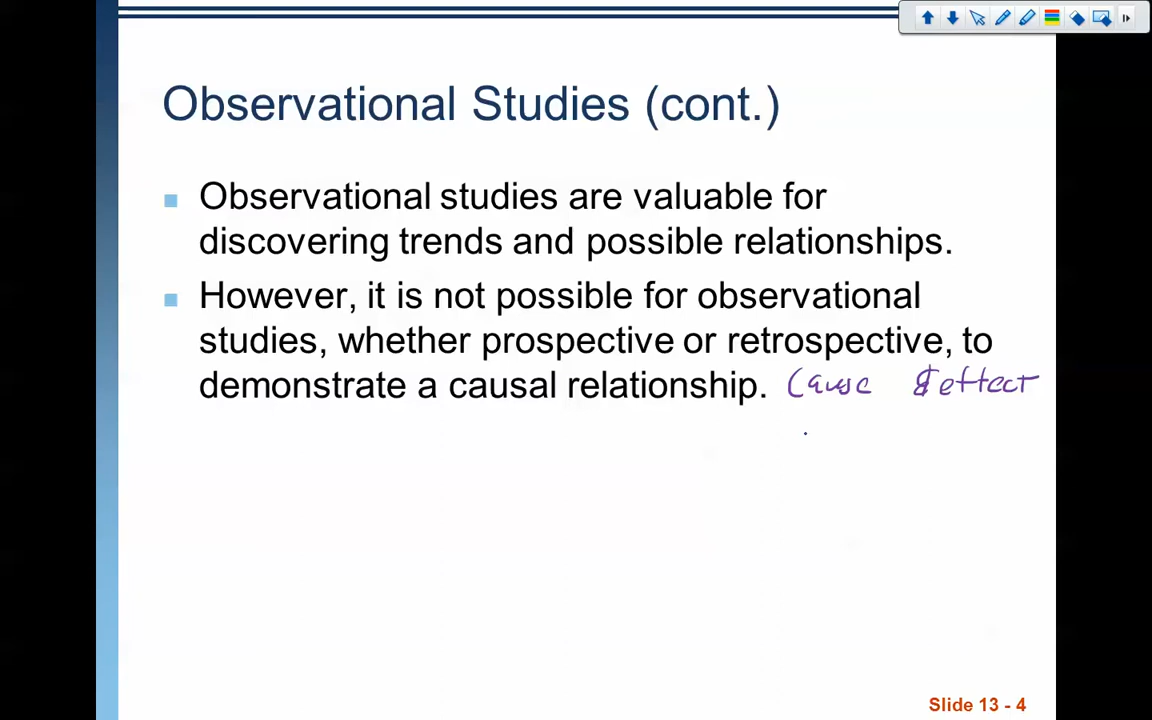 Observational Studies (cont.)
Observational studies are valuable for
discovering trends and possible relationships.
However, it is not possible for observational
studies, whether prospective or retrospective, to
demonstrate a causal relationship. Cause & effect
Slide 13 - 4